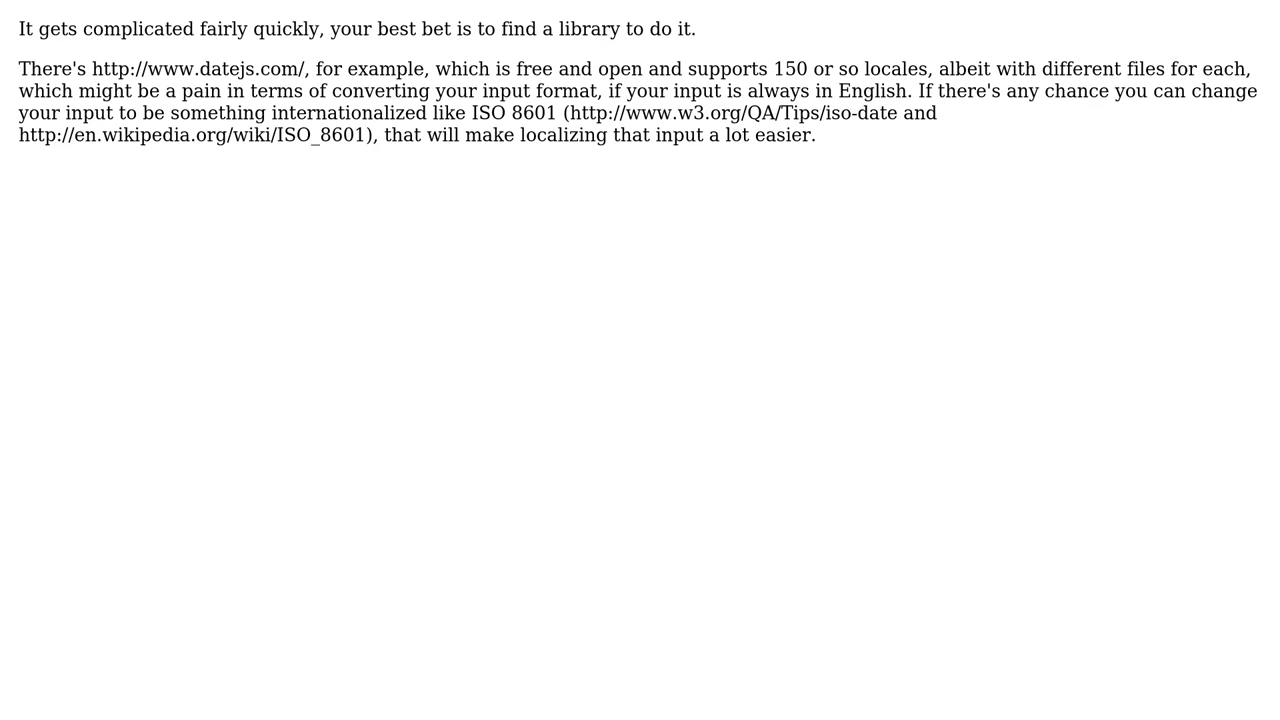 It gets complicated fairly quickly, your best bet is to find a library to do it.
There's http://www.datejs.com/, for example, which is free and open and supports 150 or so locales, albeit with different files for each,
which might be a pain in terms of converting your input format, if your input is always in English. If there's any chance you can change
your input to be something internationalized like ISO 8601 (http://www.w3.org/QA/Tips/iso-date and
http://en.wikipedia.org/wiki/ISO_8601), that will make localizing that input a lot easier.